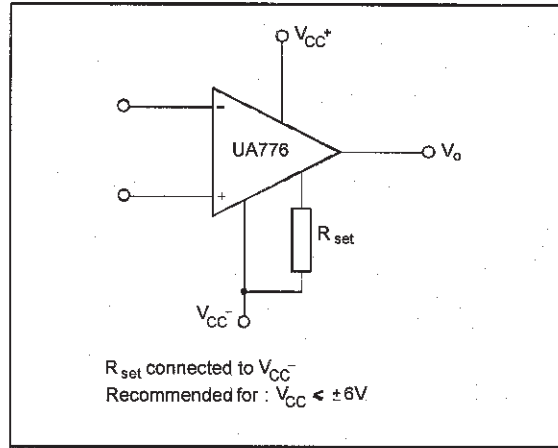 VCC+
-
UA776
Vo
+
Rset
VCC-
Rset connected to VCC-
Recommended for : VCC ⩽ ±6V